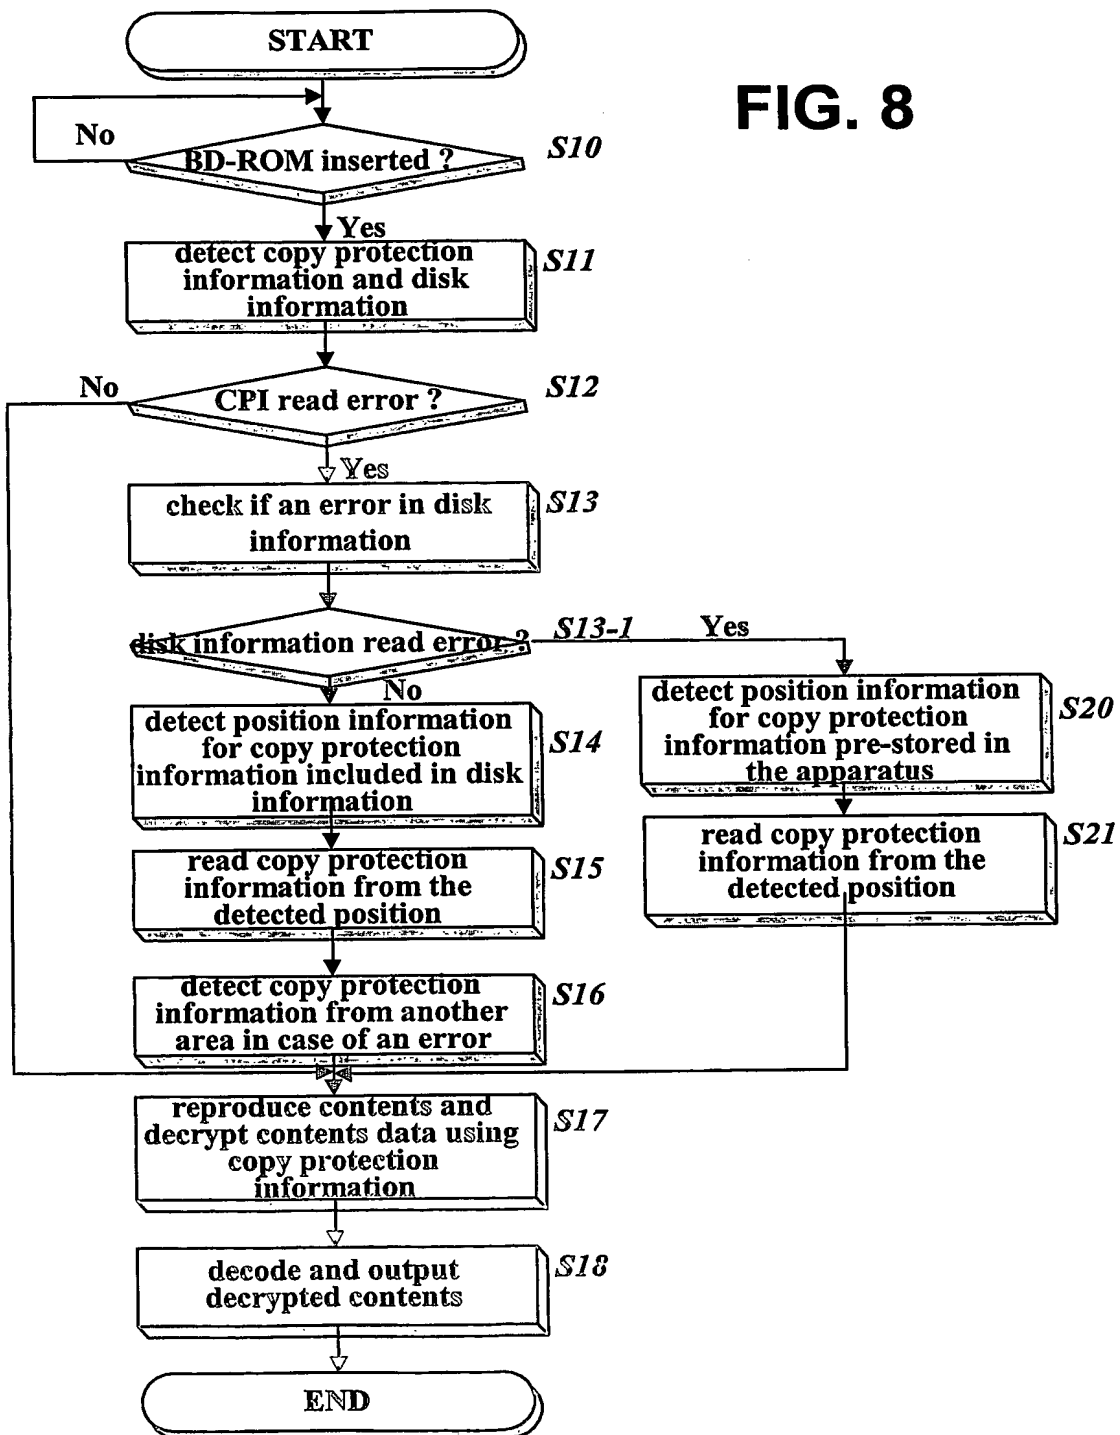 START
FIG. 8
No
BD-ROM inserted ?
S10
Yes
detect copy protection
information and disk
information
S11
No
CPI read error ?
S12
Yes
check if an error in disk
information
S13
disk information read error ?
S13-1
Yes
No
detect position information
for copy protection
information included in disk
information
S14
detect position information
for copy protection
information pre-stored in
the apparatus
S20
read copy protection
information from the
detected position
S15
read copy protection
information from the
detected position
S21
detect copy protection
information from another
area in case of an error
S16
reproduce contents and
decrypt contents data using
copy protection
information
S17
decode and output
decrypted contents
S18
END